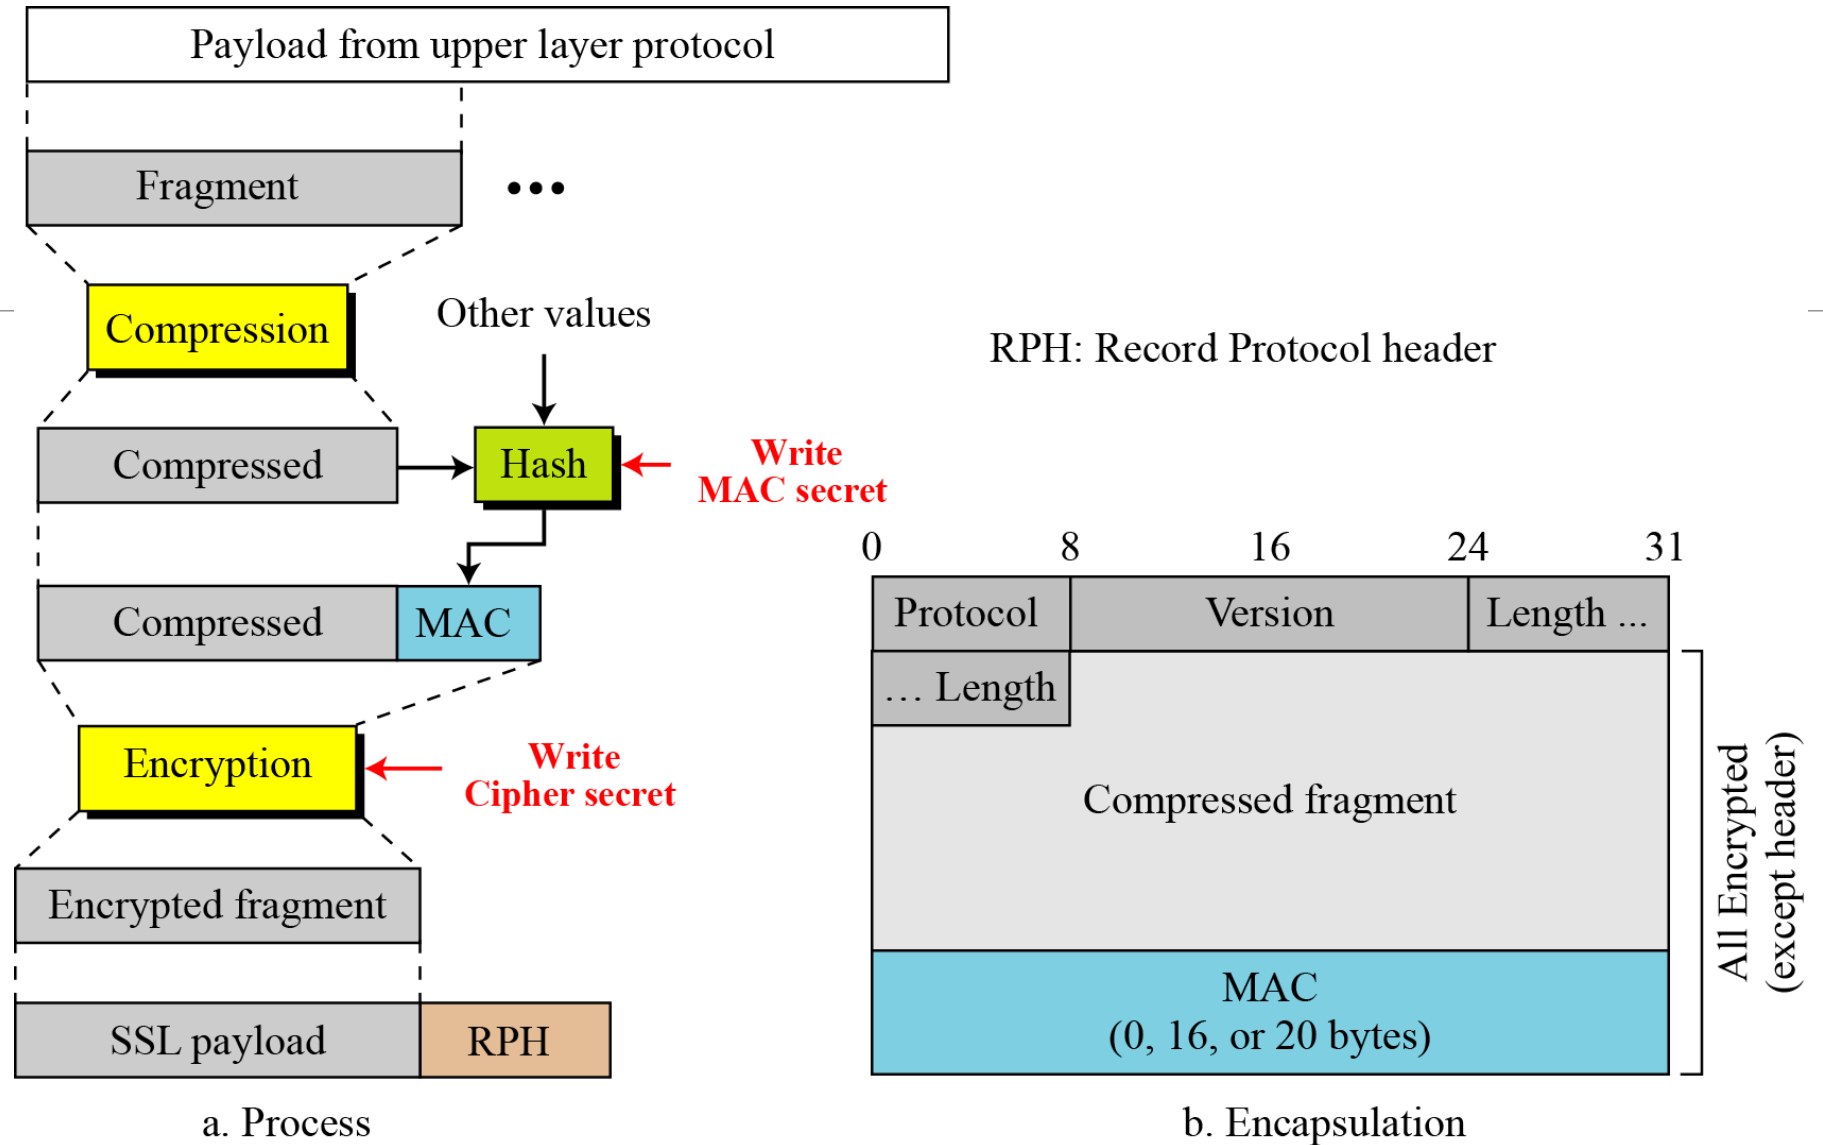 Payload from upper layer protocol
Fragment
•••
Compression
Other values
RPH: Record Protocol header
Compressed
Hash
Write
MAC secret
Compressed
MAC
Encryption
Write
Cipher secret
Encrypted fragment
SSL payload
RPH
a. Process
0 8 16 24 31
Protocol
Version
Length ...
... Length
Compressed fragment
MAC
(0, 16, or 20 bytes)
All Encrypted
(except header)
b. Encapsulation